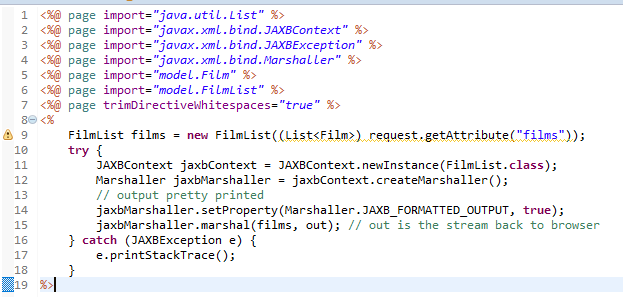 1 <%@ page import="java.util.List" %>
2 <%@ page import="javax.xml.bind.JAXBContext" %>
3 <%@ page import="javax.xml.bind.JAXBException" %>
4 <%@ page import="javax.xml.bind.Marshaller" %>
5 <%@ page import="model.Film" %>
6 <%@ page import="model.FilmList" %>
7 <%@ page trimDirectiveWhitespaces="true" %>
8 <%
9     FilmList films = new FilmList((List<Film>) request.getAttribute("films"));
10     try {
11         JAXBContext jaxbContext = JAXBContext.newInstance(FilmList.class);
12         Marshaller jaxbMarshaller = jaxbContext.createMarshaller();
13         // output pretty printed
14         jaxbMarshaller.setProperty(Marshaller.JAXB_FORMATTED_OUTPUT, true);
15         jaxbMarshaller.marshal(films, out); // out is the stream back to browser
16     } catch (JAXBException e) {
17         e.printStackTrace();
18     }
19 %>